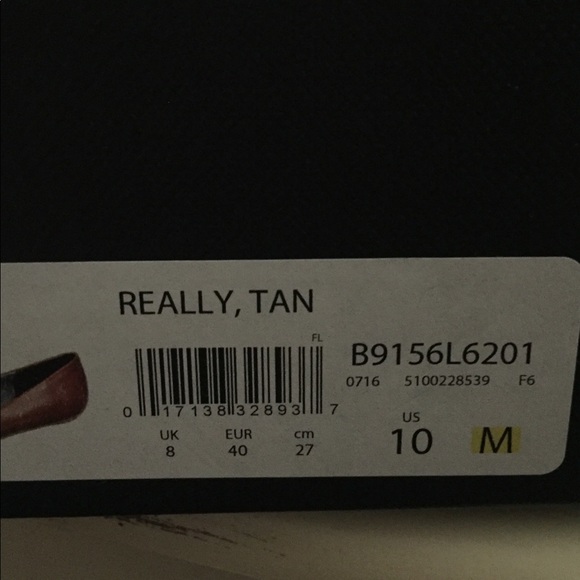 REALLY, TAN
FL
0 17138 32893 7
B9156L6201
0716 5100228539 F6
UK EUR cm
8 40 27
US
10 M